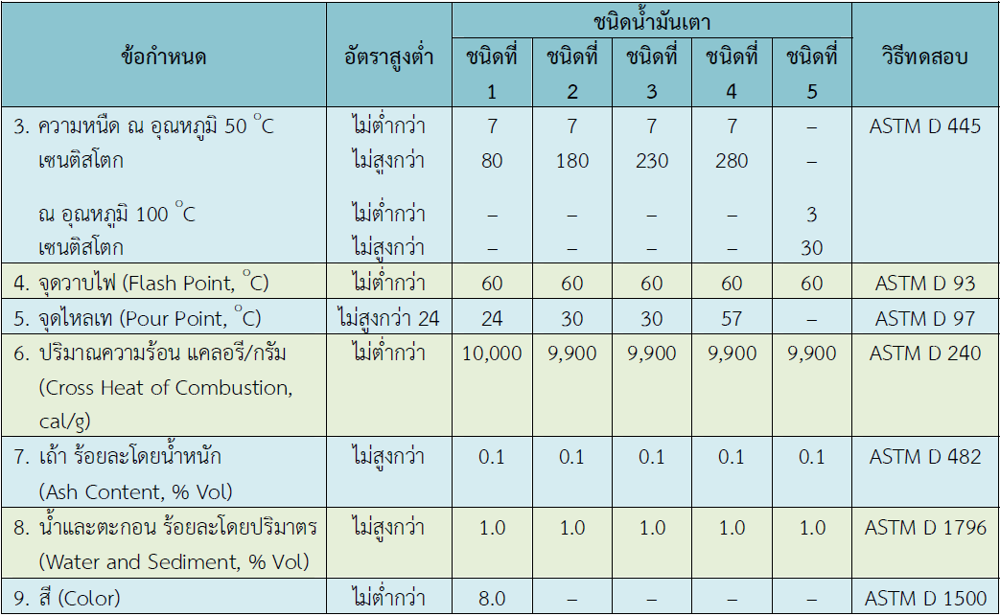 ข้อกำหนด อัตราสูงต่ำ ชนิดน้ำมันเตา วิธีทดสอบ
ชนิดที่ 1 ชนิดที่ 2 ชนิดที่ 3 ชนิดที่ 4 ชนิดที่ 5
3. ความหนืด ณ อุณหภูมิ 50 °C ไม่ต่ำกว่า 7 7 7 7 – ASTM D 445
เซนติสโตก ไม่สูงกว่า 80 180 230 280 –
ณ อุณหภูมิ 100 °C ไม่ต่ำกว่า – – – – 3
เซนติสโตก ไม่สูงกว่า – – – – 30
4. จุดวาบไฟ (Flash Point, °C) ไม่ต่ำกว่า 60 60 60 60 60 ASTM D 93
5. จุดไหลเท (Pour Point, °C) ไม่สูงกว่า 24 24 30 30 57 – ASTM D 97
6. ปริมาณความร้อน แคลอรี/กรัม ไม่ต่ำกว่า 10,000 9,900 9,900 9,900 9,900 ASTM D 240
(Cross Heat of Combustion,
cal/g)
7. เถ้า ร้อยละโดยน้ำหนัก ไม่สูงกว่า 0.1 0.1 0.1 0.1 0.1 ASTM D 482
(Ash Content, % Vol)
8. น้ำและตะกอน ร้อยละโดยปริมาตร ไม่สูงกว่า 1.0 1.0 1.0 1.0 1.0 ASTM D 1796
(Water and Sediment, % Vol)
9. สี (Color) ไม่ต่ำกว่า 8.0 – – – – ASTM D 1500